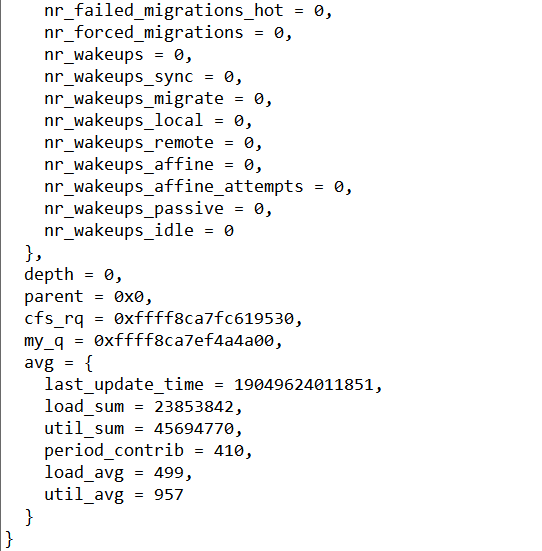 nr_failed_migrations_hot = 0,
nr_forced_migrations = 0,
nr_wakeups = 0,
nr_wakeups_sync = 0,
nr_wakeups_migrate = 0,
nr_wakeups_local = 0,
nr_wakeups_remote = 0,
nr_wakeups_affine = 0,
nr_wakeups_affine_attempts = 0,
nr_wakeups_passive = 0,
nr_wakeups_idle = 0
},
depth = 0,
parent = 0x0,
cfs_rq = 0xffff8ca7fc619530,
my_q = 0xffff8ca7ef4a4a00,
avg = {
last_update_time = 19049624011851,
load_sum = 23853842,
util_sum = 45694770,
period_contrib = 410,
load_avg = 499,
util_avg = 957
}
}